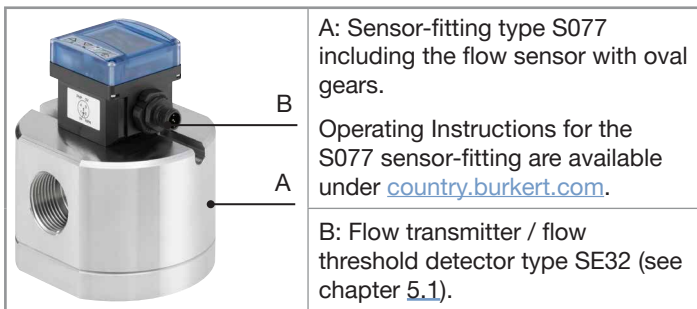 B
A
A: Sensor-fitting type S077
including the flow sensor with oval
gears.
Operating Instructions for the
S077 sensor-fitting are available
under country.burkert.com.
B: Flow transmitter / flow
threshold detector type SE32 (see
chapter 5.1).